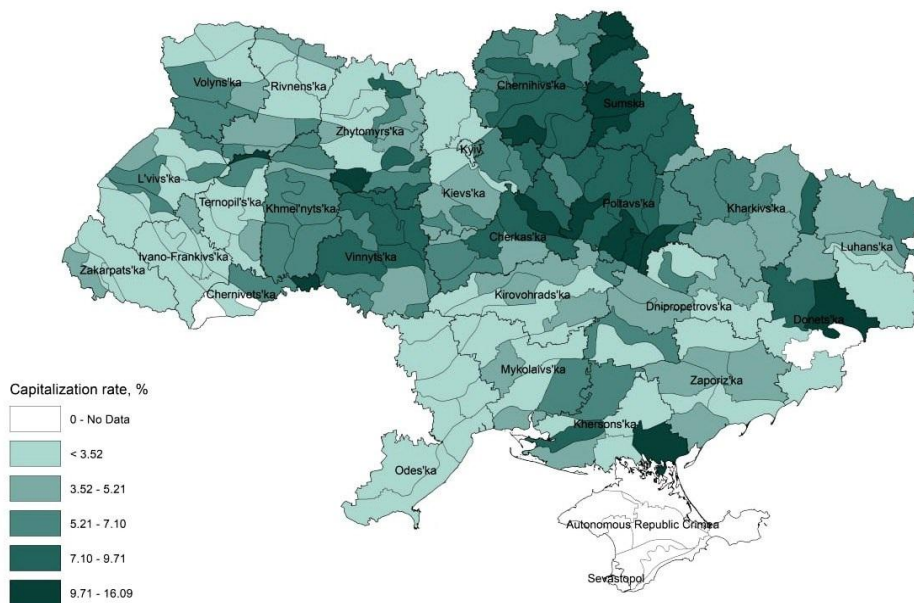 Volyns'ka
Rivnens'ka
Chernihivs'ka
Sumska
Zhytomyrs'ka
Kyiv
L'vivs'ka
Ternopil's'ka
Khmel'nyts'ka
Kievs'ka
Poltavs'ka
Kharkivs'ka
Cherkas'ka
Luhans'ka
Ivano-Frankivs'ka
Zakarpats'ka
Vinnyts'ka
Chernivets'ka
Kirovohrads'ka
Dnipropetrovs'ka
Donets'ka
Mykolaivs'ka
Zaporiz'ka
Khersons'ka
Odes'ka
Autonomous Republic Crimea
Sevastopol
Capitalization rate, %
0 - No Data
< 3.52
3.52 - 5.21
5.21 - 7.10
7.10 - 9.71
9.71 - 16.09